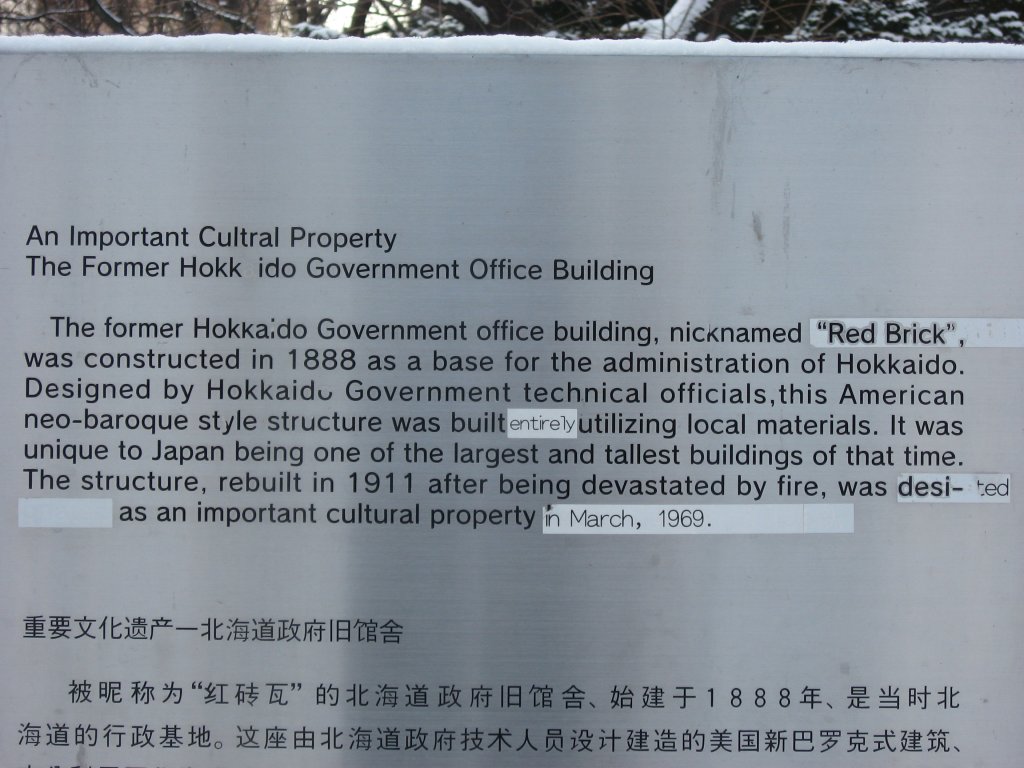 An Important Cultral Property
The Former Hokk ido Government Office Building
The former Hokkaido Government office building, nicknamed “Red Brick”,
was constructed in 1888 as a base for the administration of Hokkaido.
Designed by Hokkaido Government technical officials,this American
neo-baroque style structure was built entirely utilizing local materials. It was
unique to Japan being one of the largest and tallest buildings of that time.
The structure, rebuilt in 1911 after being devastated by fire, was desi- ted
as an important cultural property in March, 1969.
重要文化遗产—北海道政府旧馆舍
被昵称为“红砖瓦”的北海道政府旧馆舍、始建于1888年、是当时北
海道的行政基地。这座由北海道政府技术人员设计建造的美国新巴罗克式建筑、